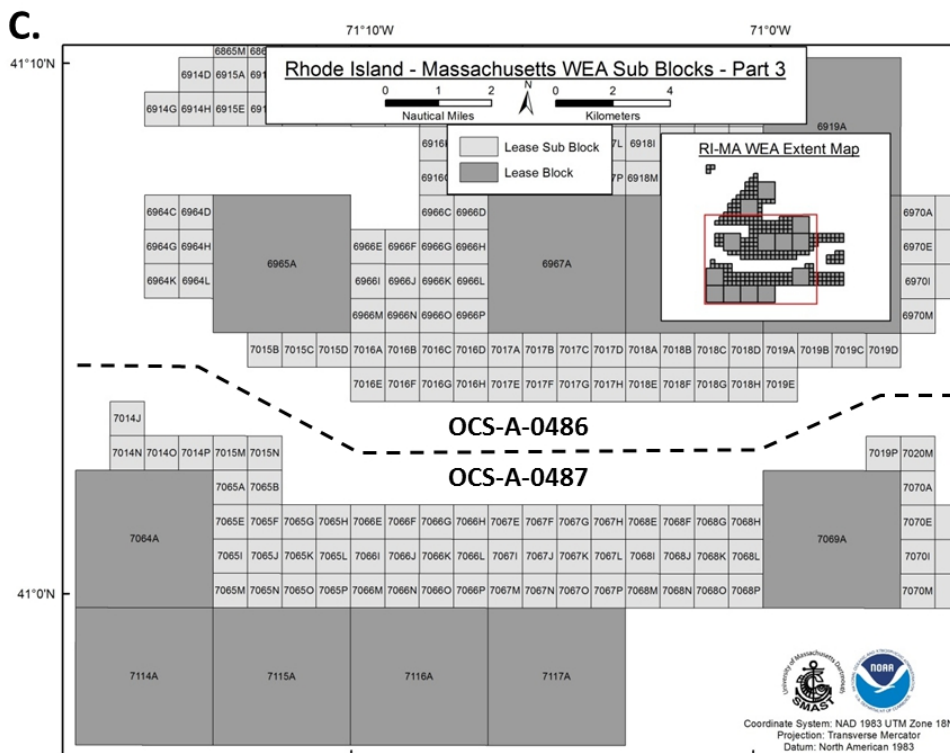 C.
71°10'W 71°0'W
41°10'N
Rhode Island - Massachusetts WEA Sub Blocks - Part 3
N
0 1 2 0 2 4
Nautical Miles Kilometers
Lease Sub Block
Lease Block
RI-MA WEA Extent Map
6865M
6914D 6915A
6914G 6914H 6915E
6919A
6918I
6918M
6964C 6964D 6966C 6966D 6970A
6964G 6964H 6965A 6966E 6966F 6966G 6966H 6967A 6970E
6964K 6964L 6966I 6966J 6966K 6966L 6970I
6966M 6966N 6966O 6966P 6970M
7015B 7015C 7015D 7016A 7016B 7016C 7016D 7017A 7017B 7017C 7017D 7018A 7018B 7018C 7018D 7019A 7019B 7019C 7019D
7016E 7016F 7016G 7016H 7017E 7017F 7017G 7017H 7018E 7018F 7018G 7018H 7019E
OCS-A-0486
OCS-A-0487
7014J
7014N 7014O 7014P 7015M 7015N 7019P 7020M
7065A 7065B 7070A
7065E 7065F 7065G 7065H 7066E 7066F 7066G 7066H 7067E 7067F 7067G 7067H 7068E 7068F 7068G 7068H 7070E
7064A 7069A
7065I 7065J 7065K 7065L 7066I 7066J 7066K 7066L 7067I 7067J 7067K 7067L 7068I 7068J 7068K 7068L 7070I
41°0'N
7065M 7065N 7065O 7065P 7066M 7066N 7066O 7066P 7067M 7067N 7067O 7067P 7068M 7068N 7068O 7068P 7070M
7114A 7115A 7116A 7117A
University of Massachusetts Dartmouth
SMAST
NOAA
Coordinate System: NAD 1983 UTM Zone 18N
Projection: Transverse Mercator
Datum: North American 1983